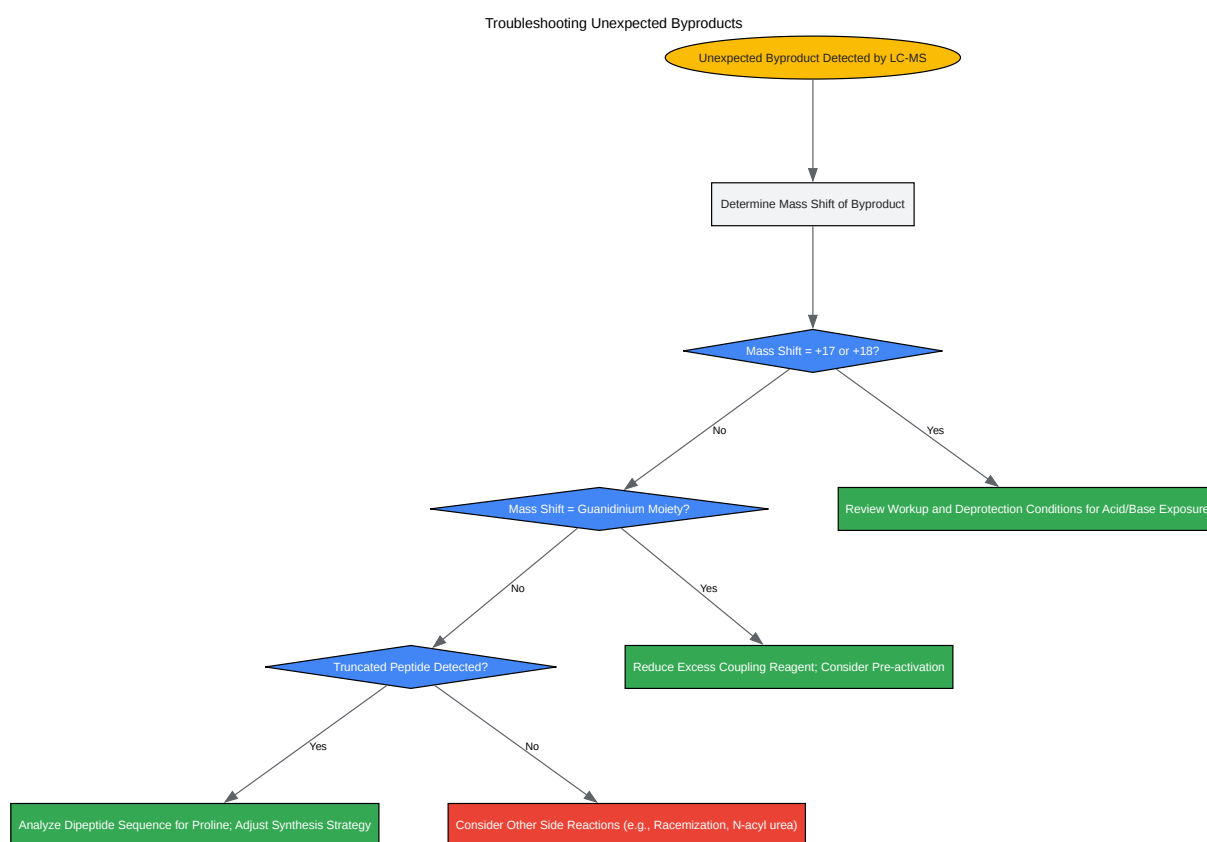 Troubleshooting Unexpected Byproducts
Unexpected Byproduct Detected by LC-MS
Determine Mass Shift of Byproduct
Mass Shift = +17 or +18?
No
Yes
Mass Shift = Guanidinium Moiety?
Review Workup and Deprotection Conditions for Acid/Base Exposure
No
Yes
Truncated Peptide Detected?
Reduce Excess Coupling Reagent; Consider Pre-activation
Yes
No
Analyze Dipeptide Sequence for Proline; Adjust Synthesis Strategy
Consider Other Side Reactions (e.g., Racemization, N-acyl urea)